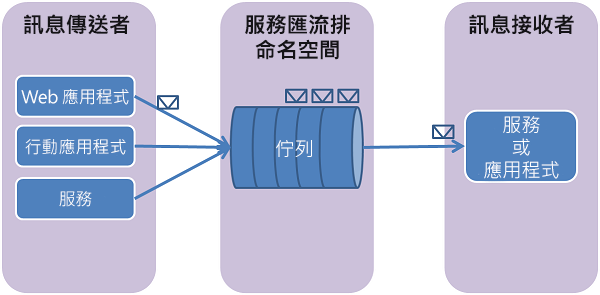 訊息傳送者
Web 應用程式
行動應用程式
服務
服務匯流排
命名空間
佇列
訊息接收者
服務
或
應用程式